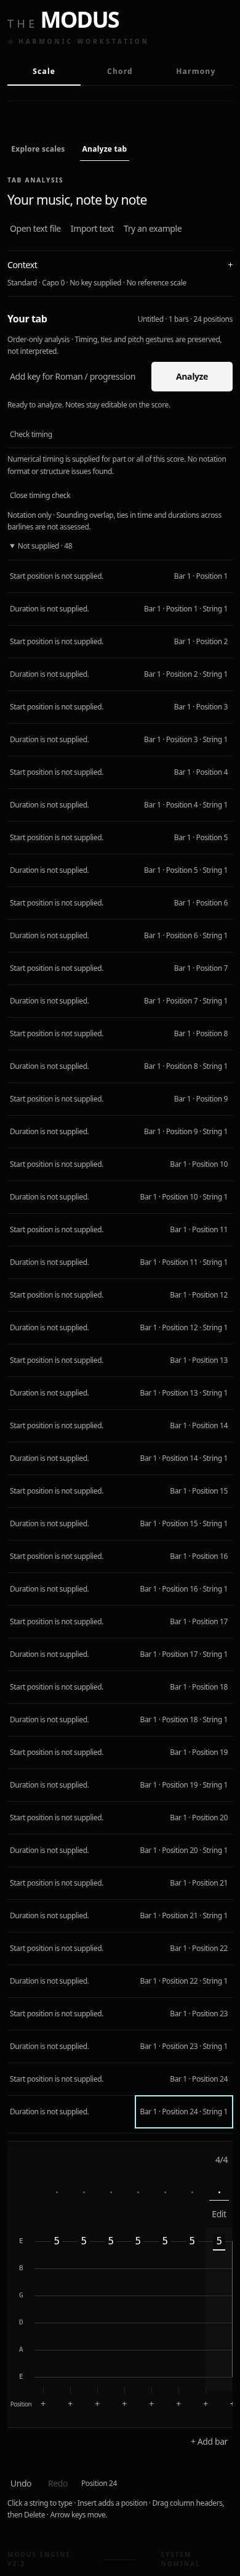 THE MODUS
HARMONIC WORKSTATION
Scale Chord Harmony
Explore scales Analyze tab
TAB ANALYSIS
Your music, note by note
Open text file Import text Try an example
Context +
Standard · Capo 0 · No key supplied · No reference scale
Your tab Untitled · 1 bars · 24 positions
Order-only analysis · Timing, ties and pitch gestures are preserved,
not interpreted.
Add key for Roman / progression Analyze
Ready to analyze. Notes stay editable on the score.
Check timing
Numerical timing is supplied for part or all of this score. No notation
format or structure issues found.
Close timing check
Notation only · Sounding overlap, ties in time and durations across
barlines are not assessed.
▼ Not supplied · 48
Start position is not supplied. Bar 1 · Position 1
Duration is not supplied. Bar 1 · Position 1 · String 1
Start position is not supplied. Bar 1 · Position 2
Duration is not supplied. Bar 1 · Position 2 · String 1
Start position is not supplied. Bar 1 · Position 3
Duration is not supplied. Bar 1 · Position 3 · String 1
Start position is not supplied. Bar 1 · Position 4
Duration is not supplied. Bar 1 · Position 4 · String 1
Start position is not supplied. Bar 1 · Position 5
Duration is not supplied. Bar 1 · Position 5 · String 1
Start position is not supplied. Bar 1 · Position 6
Duration is not supplied. Bar 1 · Position 6 · String 1
Start position is not supplied. Bar 1 · Position 7
Duration is not supplied. Bar 1 · Position 7 · String 1
Start position is not supplied. Bar 1 · Position 8
Duration is not supplied. Bar 1 · Position 8 · String 1
Start position is not supplied. Bar 1 · Position 9
Duration is not supplied. Bar 1 · Position 9 · String 1
Start position is not supplied. Bar 1 · Position 10
Duration is not supplied. Bar 1 · Position 10 · String 1
Start position is not supplied. Bar 1 · Position 11
Duration is not supplied. Bar 1 · Position 11 · String 1
Start position is not supplied. Bar 1 · Position 12
Duration is not supplied. Bar 1 · Position 12 · String 1
Start position is not supplied. Bar 1 · Position 13
Duration is not supplied. Bar 1 · Position 13 · String 1
Start position is not supplied. Bar 1 · Position 14
Duration is not supplied. Bar 1 · Position 14 · String 1
Start position is not supplied. Bar 1 · Position 15
Duration is not supplied. Bar 1 · Position 15 · String 1
Start position is not supplied. Bar 1 · Position 16
Duration is not supplied. Bar 1 · Position 16 · String 1
Start position is not supplied. Bar 1 · Position 17
Duration is not supplied. Bar 1 · Position 17 · String 1
Start position is not supplied. Bar 1 · Position 18
Duration is not supplied. Bar 1 · Position 18 · String 1
Start position is not supplied. Bar 1 · Position 19
Duration is not supplied. Bar 1 · Position 19 · String 1
Start position is not supplied. Bar 1 · Position 20
Duration is not supplied. Bar 1 · Position 20 · String 1
Start position is not supplied. Bar 1 · Position 21
Duration is not supplied. Bar 1 · Position 21 · String 1
Start position is not supplied. Bar 1 · Position 22
Duration is not supplied. Bar 1 · Position 22 · String 1
Start position is not supplied. Bar 1 · Position 23
Duration is not supplied. Bar 1 · Position 23 · String 1
Start position is not supplied. Bar 1 · Position 24
Duration is not supplied. Bar 1 · Position 24 · String 1
4/4
Edit
E 5 5 5 5 5 5 5
B
G
D
A
E
Position + + + + + + + +
+ Add bar
Undo Redo Position 24
Click a string to type · Insert adds a position · Drag column headers,
then Delete · Arrow keys move.
MODUS ENGINE SYSTEM
V2.2 NOMINAL